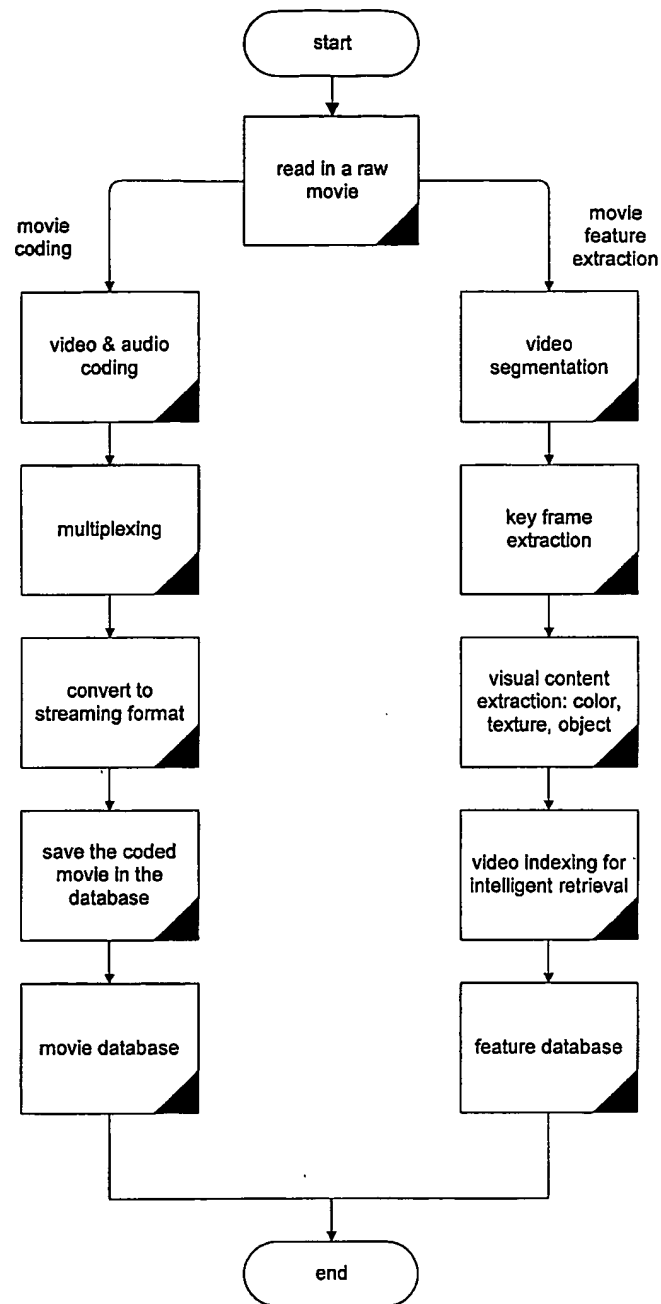 start
read in a raw
movie
movie
coding
movie
feature
extraction
video & audio
coding
video
segmentation
multiplexing
key frame
extraction
convert to
streaming format
visual content
extraction: color,
texture, object
save the coded
movie in the
database
video indexing for
intelligent retrieval
movie database
feature database
end